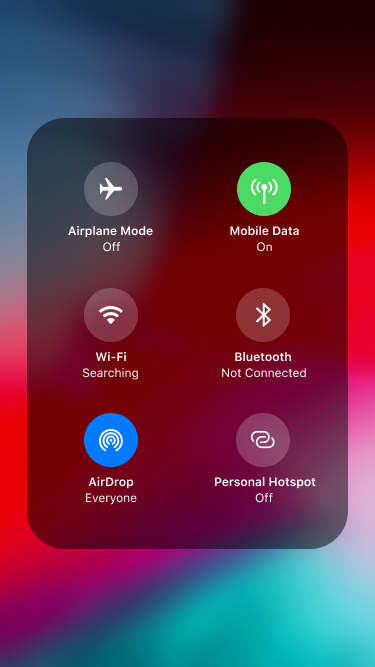 Airplane Mode
Off
Mobile Data
On
Wi-Fi
Searching
Bluetooth
Not Connected
AirDrop
Everyone
Personal Hotspot
Off